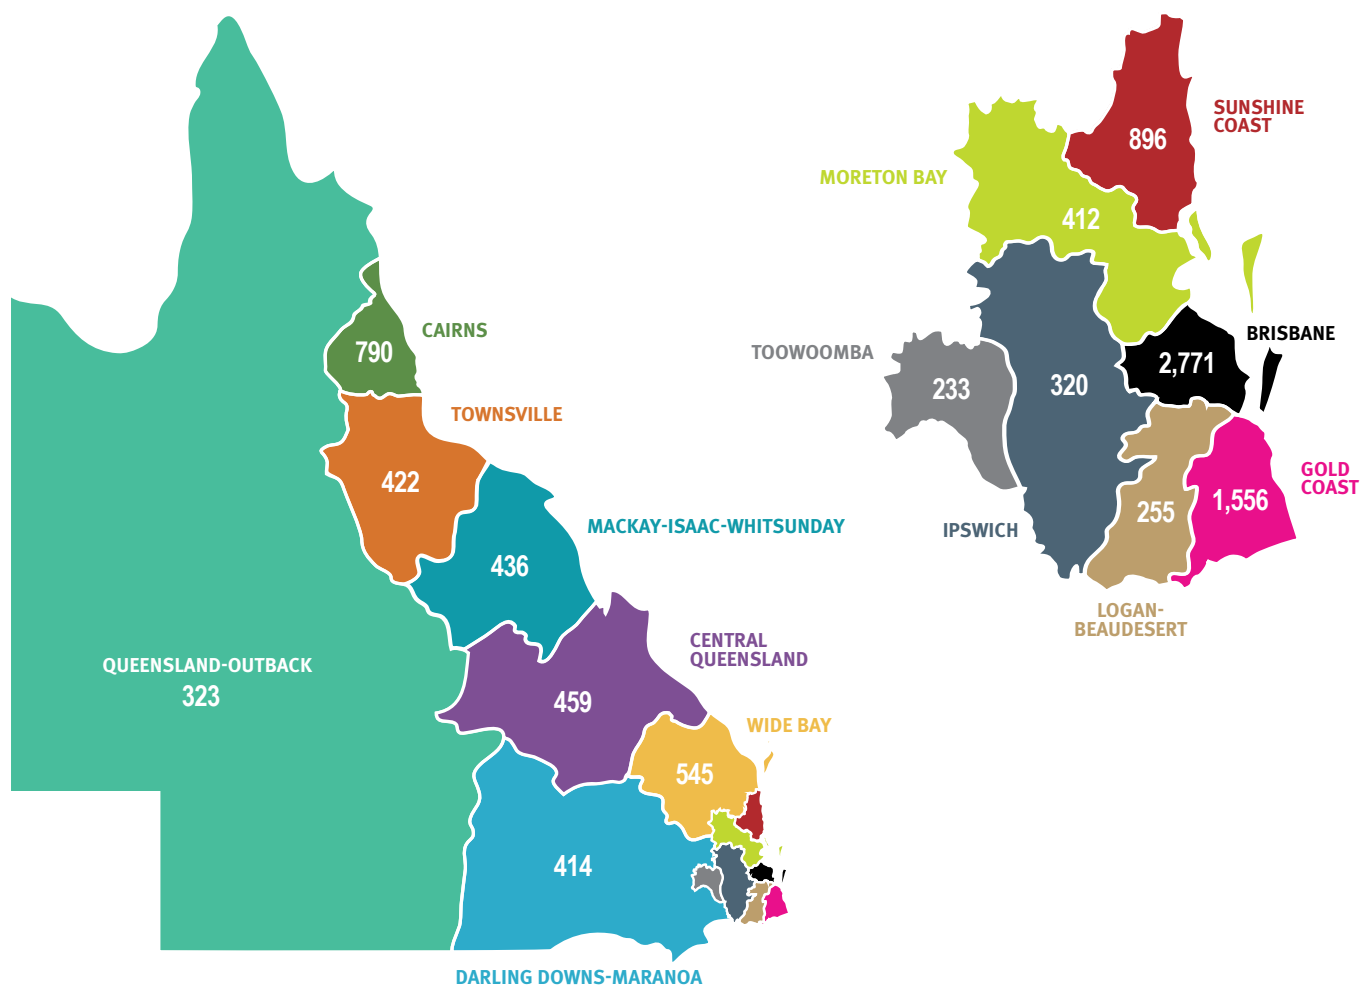 SUNSHINE
COAST
896
MORETON BAY
412
CAIRNS
790
BRISBANE
2,771
TOOWOOMBA
233
320
TOWNSVILLE
422
GOLD
COAST
1,556
255
IPSWICH
MACKAY-ISAAC-WHITSUNDAY
436
LOGAN-
BEAUDESERT
CENTRAL
QUEENSLAND
459
QUEENSLAND-OUTBACK
323
WIDE BAY
545
414
DARLING DOWNS-MARANOA